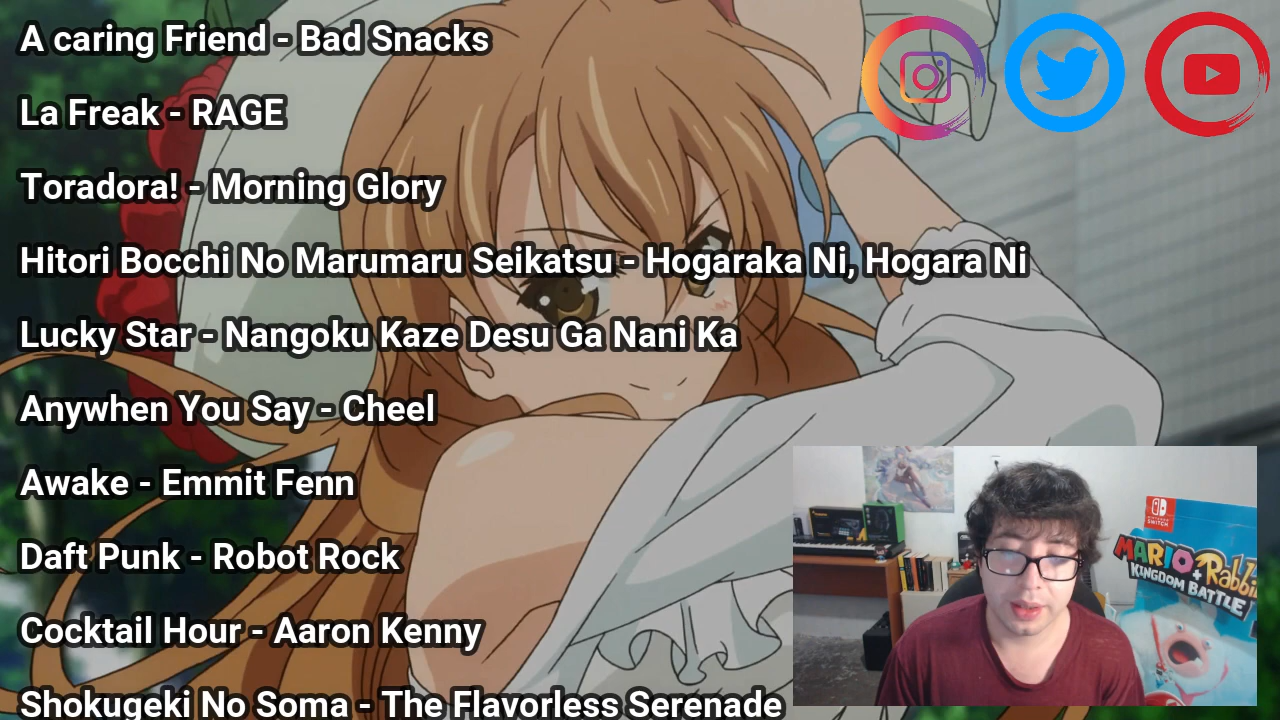 A caring Friend - Bad Snacks
La Freak - RAGE
Toradora! - Morning Glory
Hitori Bocchi No Marumaru Seikatsu - Hogaraka Ni, Hogara Ni
Lucky Star - Nangoku Kaze Desu Ga Nani Ka
Anywhen You Say - Cheel
Awake - Emmit Fenn
Daft Punk - Robot Rock
Cocktail Hour - Aaron Kenny
Shokugeki No Soma - The Flavorless Serenade
SWITCH
MARIO +
KINGDOM BATTLE